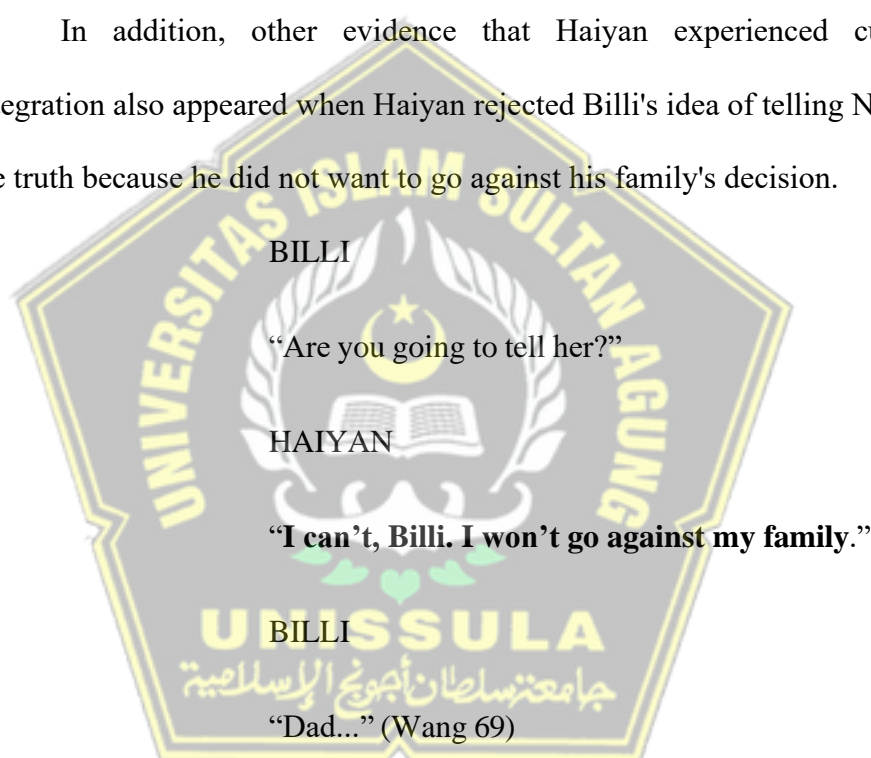 In addition, other evidence that Haiyan experienced cu
egration also appeared when Haiyan rejected Billi's idea of telling N
e truth because he did not want to go against his family's decision.
BILLI
“Are you going to tell her?”
HAIYAN
“I can’t, Billi. I won’t go against my family.”
BILLI
“Dad...” (Wang 69)
UNIVERSITAS ISLAM SULTAN AGUNG
UNISSULA
جامعة سلطان أجونج الإسلامية